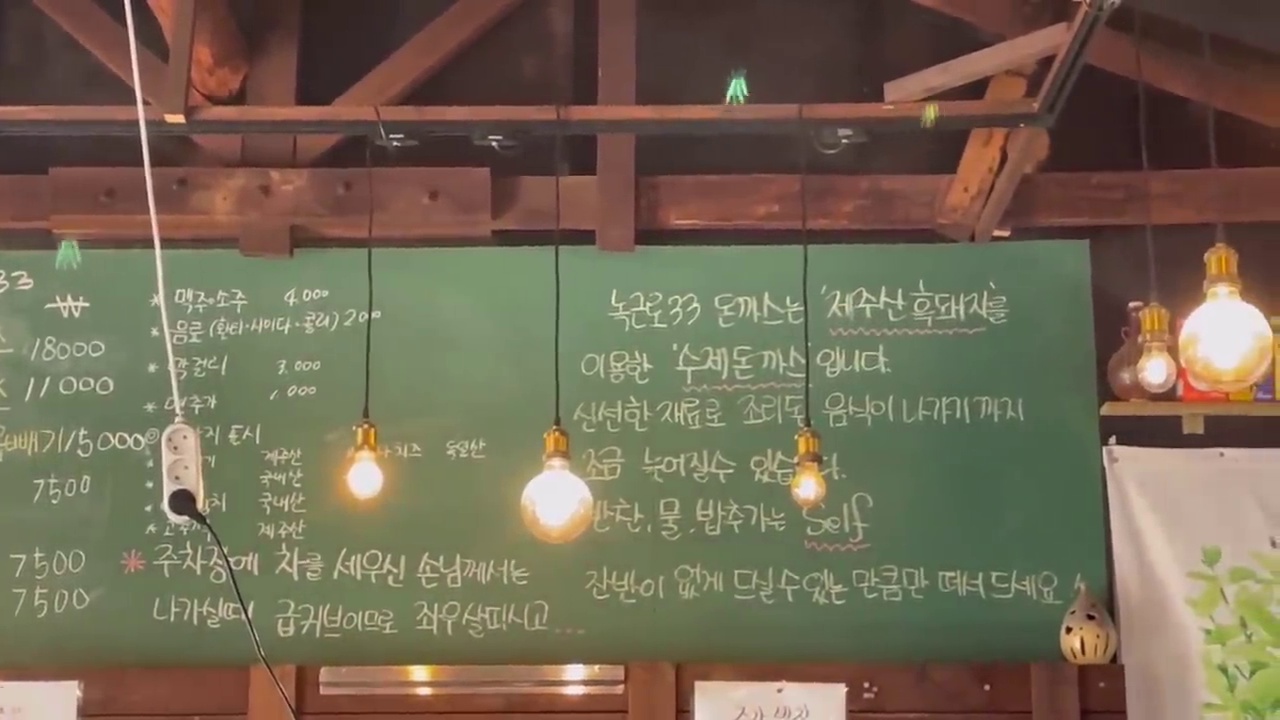 33
₩
18000
11000
뚝배기 15000
7500
7500
7500
* 맥주·소주 4.000
* 음료 (환타·사이다·콜라) 2000
* 막걸리 3.000
* 추가 ,000
◎ 표시
* 제주산 치즈 독일산
* 국내산
* 국내산
* 고추가 제주산
* 주차장에 차를 세우신 손님께서는
나가실때 급커브이므로 좌우살피시고...
녹근로33 돈까스는 '제주산흑돼지'를
이용한 '수제돈까스' 입니다.
신선한 재료로 조리된 음식이 나가기까지
조금 늦어질수 있습니다.
반찬, 물, 밥추가는 Self
잔반이 없게 드실수있는 만큼만 떠서 드세요